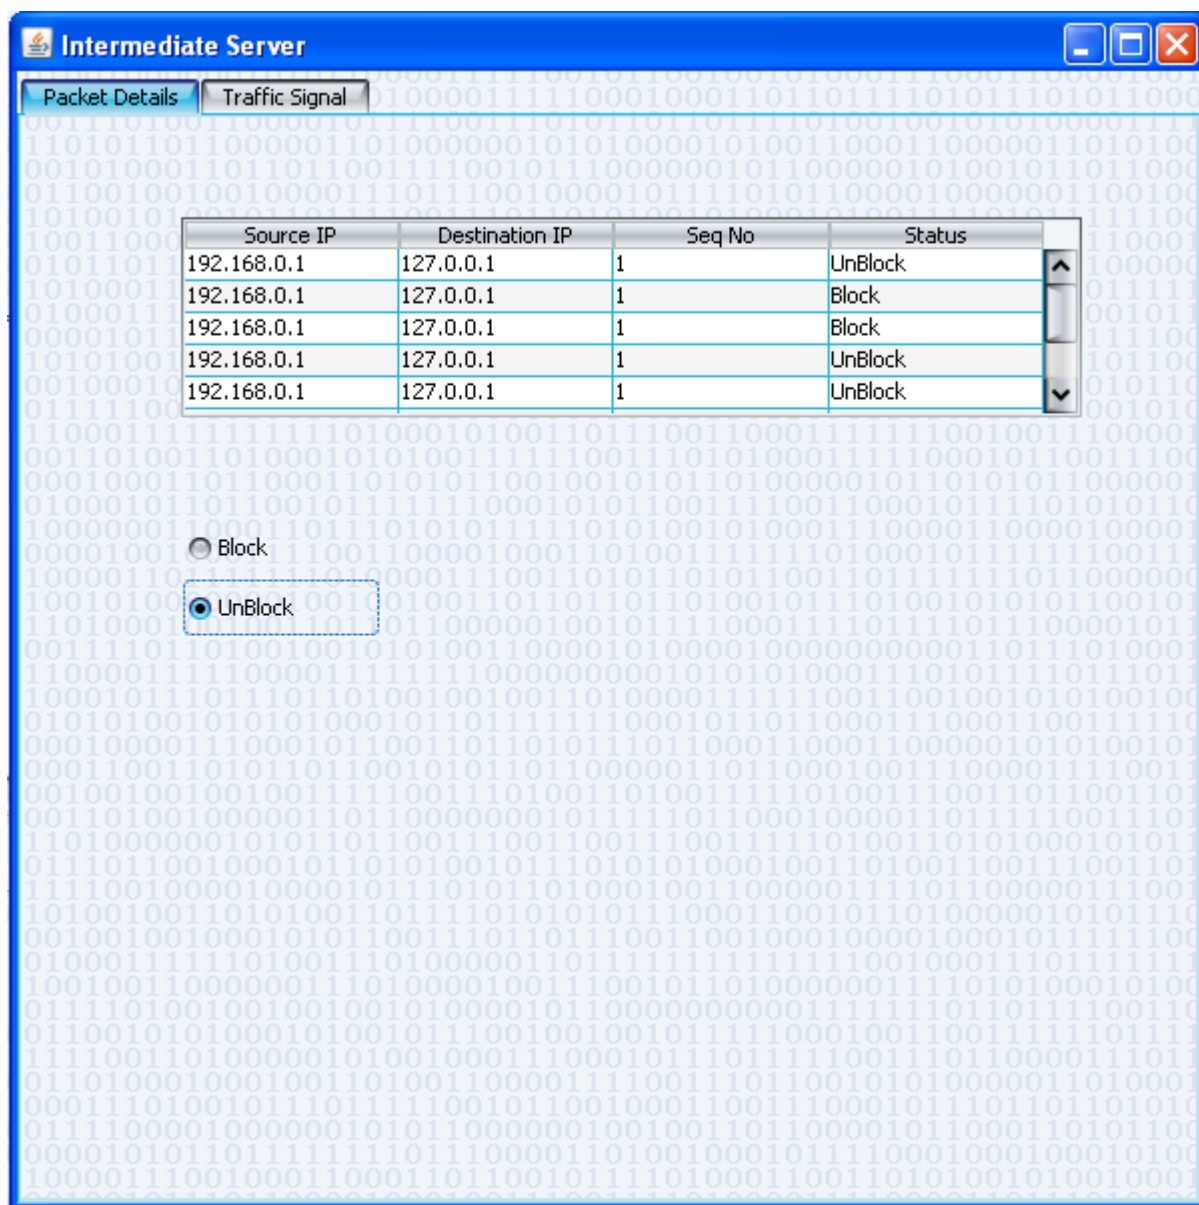 Intermediate Server
Packet Details Traffic Signal
Source IP Destination IP Seq No Status
192.168.0.1 127.0.0.1 1 UnBlock
192.168.0.1 127.0.0.1 1 Block
192.168.0.1 127.0.0.1 1 Block
192.168.0.1 127.0.0.1 1 UnBlock
192.168.0.1 127.0.0.1 1 UnBlock
Block
UnBlock